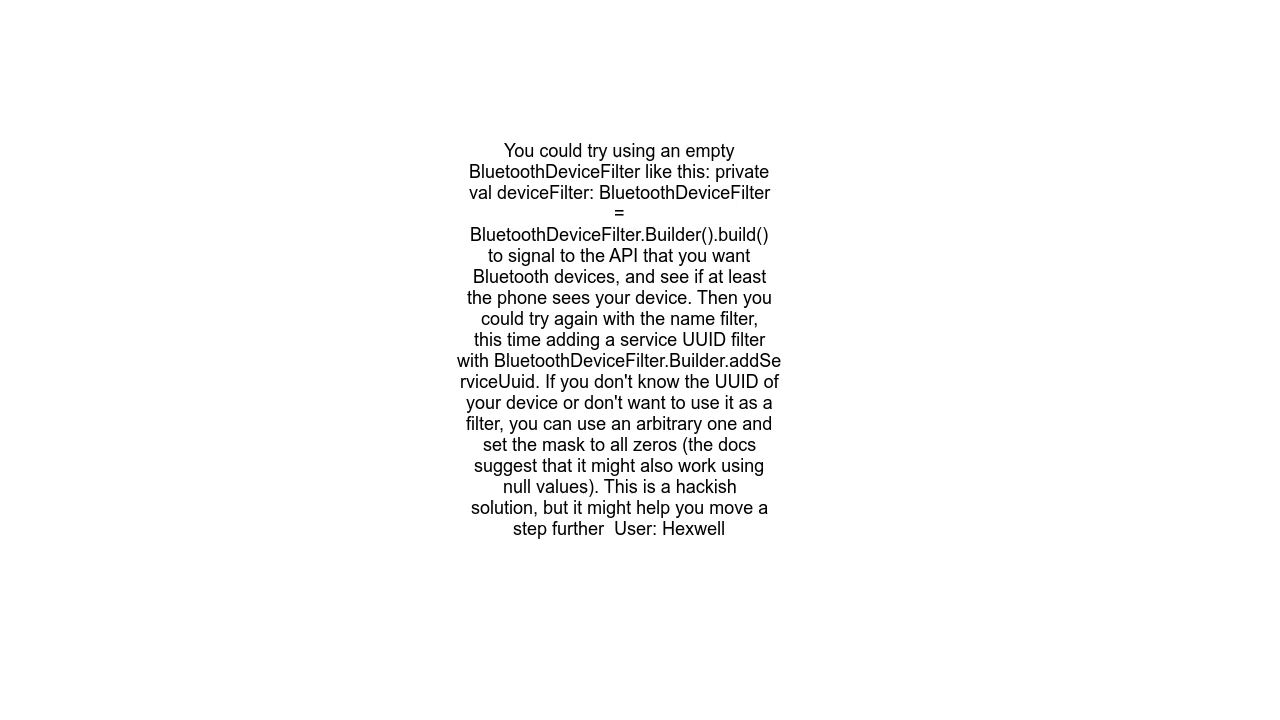 You could try using an empty
BluetoothDeviceFilter like this: private
val deviceFilter: BluetoothDeviceFilter
=
BluetoothDeviceFilter.Builder().build()
to signal to the API that you want
Bluetooth devices, and see if at least
the phone sees your device. Then you
could try again with the name filter,
this time adding a service UUID filter
with BluetoothDeviceFilter.Builder.addSe
rviceUuid. If you don't know the UUID of
your device or don't want to use it as a
filter, you can use an arbitrary one and
set the mask to all zeros (the docs
suggest that it might also work using
null values). This is a hackish
solution, but it might help you move a
step further  User: Hexwell